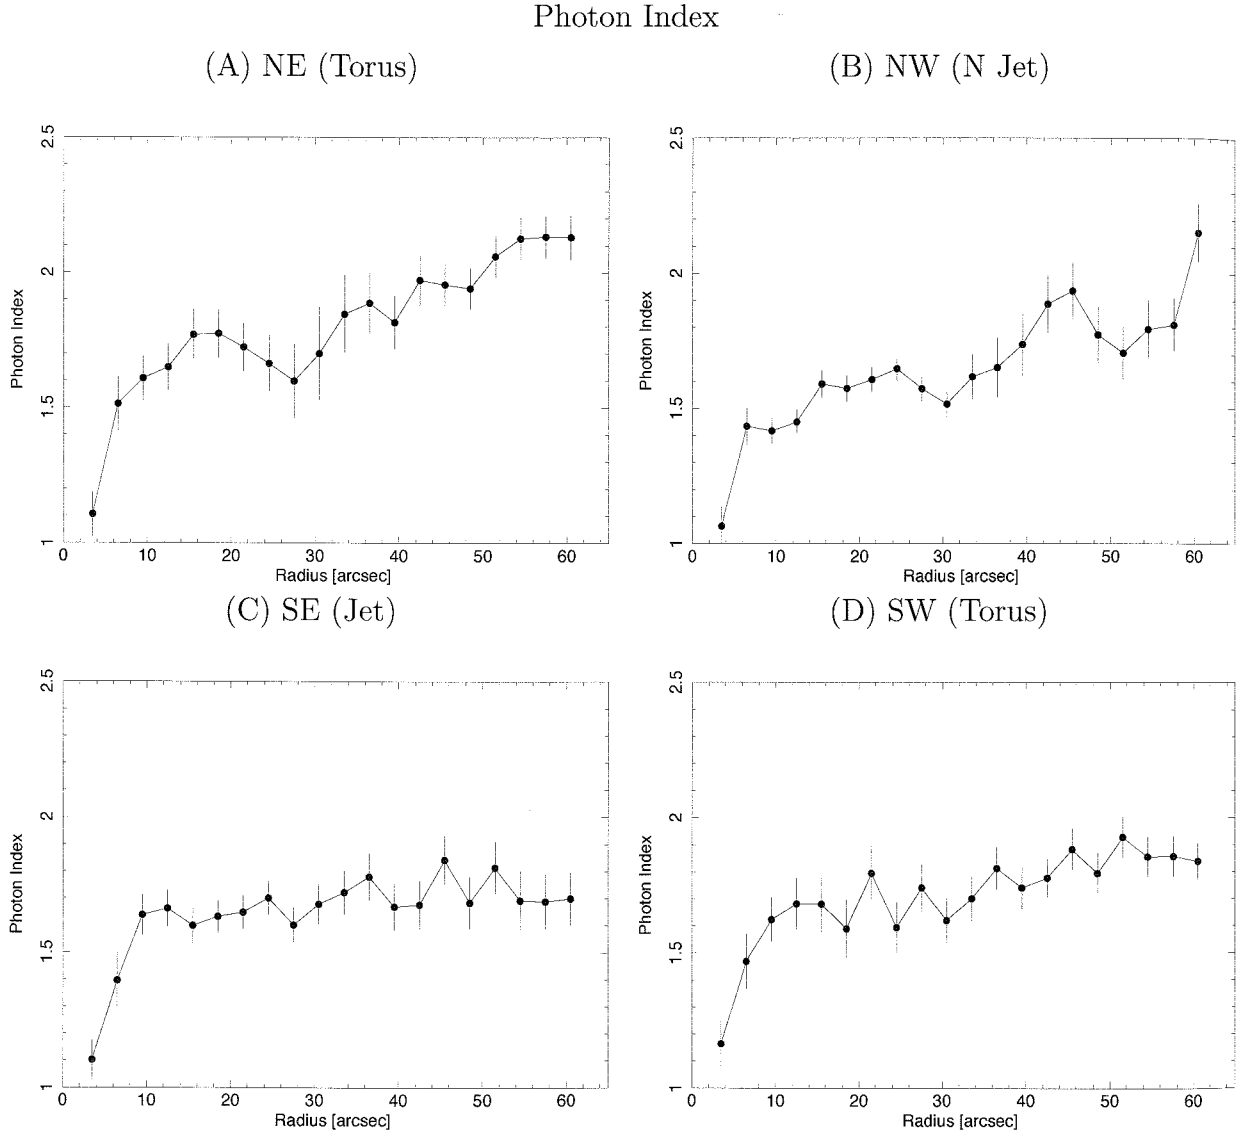 Photon Index
(A) NE (Torus)
(B) NW (N Jet)
2.5
2
1.5
1
Photon Index
0 10 20 30 40 50 60
Radius [arcsec]
2.5
2
1.5
1
Photon Index
0 10 20 30 40 50 60
Radius [arcsec]
(C) SE (Jet)
(D) SW (Torus)
2.5
2
1.5
1
Photon Index
0 10 20 30 40 50 60
Radius [arcsec]
2.5
2
1.5
1
Photon Index
0 10 20 30 40 50 60
Radius [arcsec]